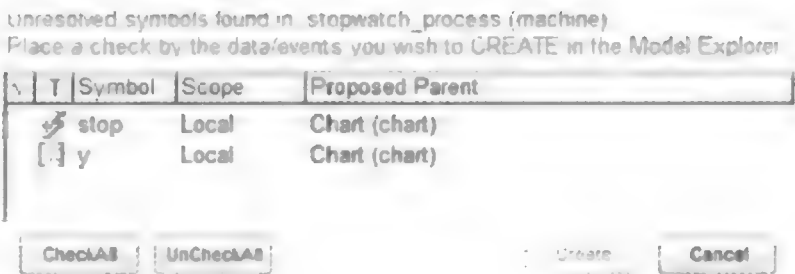 Unresolved symbols found in stopwatch_process (machine)
Place a check by the data/events you wish to CREATE in the Model Explorer
T Symbol Scope Proposed Parent
stop Local Chart (chart)
[..] y Local Chart (chart)
CheckAll UnCheckAll Create Cancel